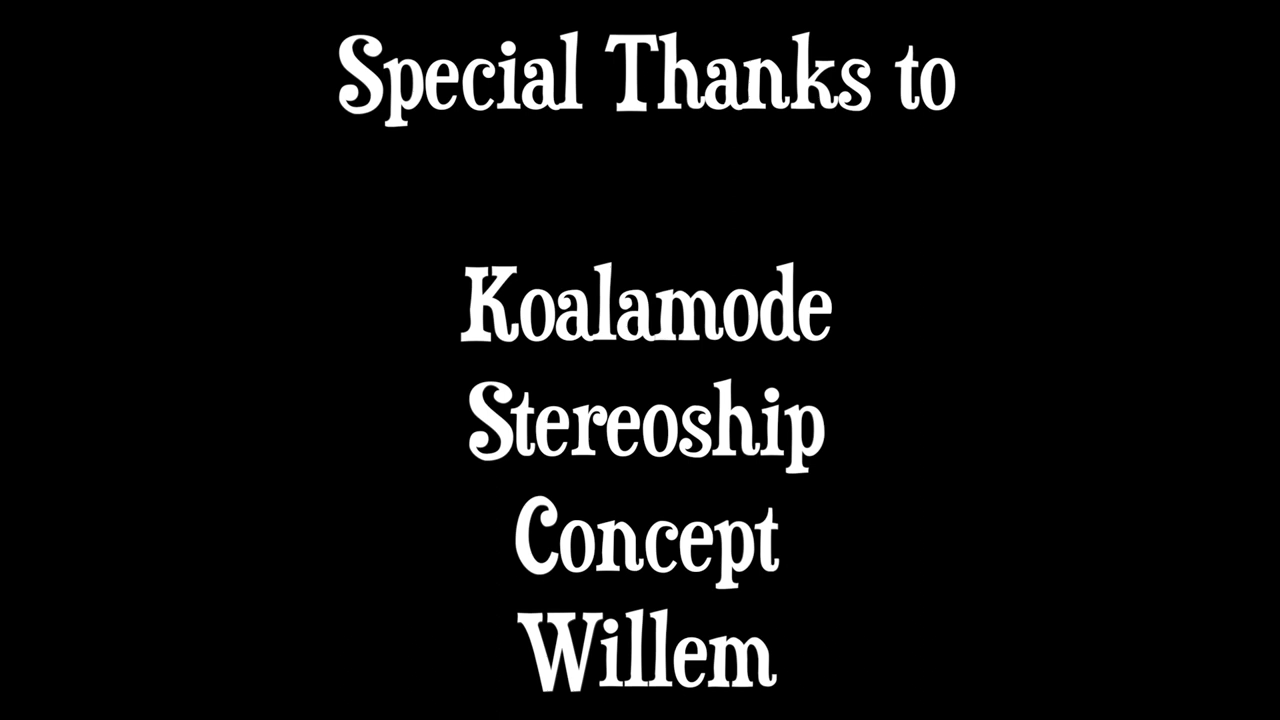 Special Thanks to
Koalamode
Stereoship
Concept
Willem